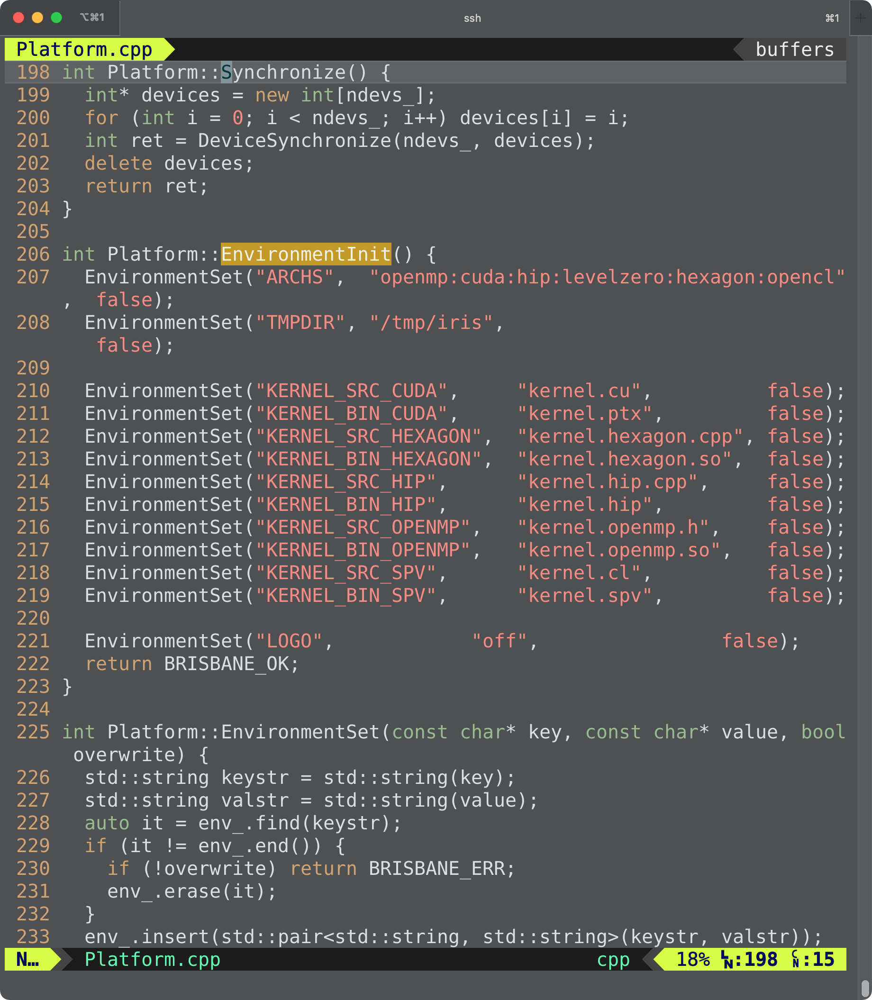 ⌥⌘1 ssh ⌘1 +
Platform.cpp buffers
198 int Platform::Synchronize() {
199   int* devices = new int[ndevs_];
200   for (int i = 0; i < ndevs_; i++) devices[i] = i;
201   int ret = DeviceSynchronize(ndevs_, devices);
202   delete devices;
203   return ret;
204 }
205
206 int Platform::EnvironmentInit() {
207   EnvironmentSet("ARCHS",  "openmp:cuda:hip:levelzero:hexagon:opencl"
,  false);
208   EnvironmentSet("TMPDIR", "/tmp/iris",
false);
209
210   EnvironmentSet("KERNEL_SRC_CUDA",     "kernel.cu",          false);
211   EnvironmentSet("KERNEL_BIN_CUDA",     "kernel.ptx",         false);
212   EnvironmentSet("KERNEL_SRC_HEXAGON",  "kernel.hexagon.cpp", false);
213   EnvironmentSet("KERNEL_BIN_HEXAGON",  "kernel.hexagon.so",  false);
214   EnvironmentSet("KERNEL_SRC_HIP",      "kernel.hip.cpp",     false);
215   EnvironmentSet("KERNEL_BIN_HIP",      "kernel.hip",         false);
216   EnvironmentSet("KERNEL_SRC_OPENMP",   "kernel.openmp.h",    false);
217   EnvironmentSet("KERNEL_BIN_OPENMP",   "kernel.openmp.so",   false);
218   EnvironmentSet("KERNEL_SRC_SPV",      "kernel.cl",          false);
219   EnvironmentSet("KERNEL_BIN_SPV",      "kernel.spv",         false);
220
221   EnvironmentSet("LOGO",            "off",                false);
222   return BRISBANE_OK;
223 }
224
225 int Platform::EnvironmentSet(const char* key, const char* value, bool
overwrite) {
226   std::string keystr = std::string(key);
227   std::string valstr = std::string(value);
228   auto it = env_.find(keystr);
229   if (it != env_.end()) {
230     if (!overwrite) return BRISBANE_ERR;
231     env_.erase(it);
232   }
233   env_.insert(std::pair<std::string, std::string>(keystr, valstr));
N… Platform.cpp cpp 18% LN:198 CN:15